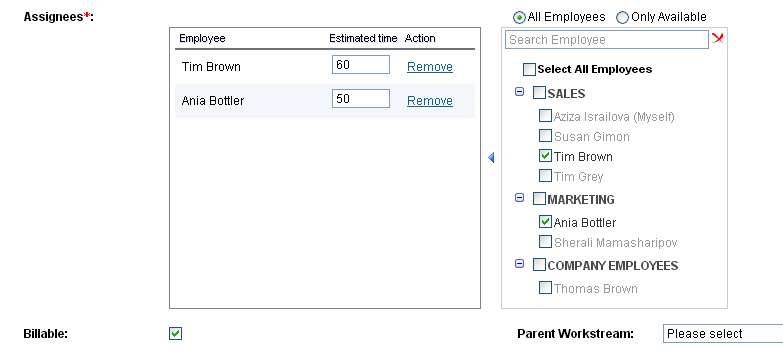 Assignees*:
All Employees Only Available
Employee Estimated time Action
Tim Brown 60 Remove
Ania Bottler 50 Remove
Search Employee
Select All Employees
SALES
Aziza Israilova (Myself)
Susan Gimon
Tim Brown
Tim Grey
MARKETING
Ania Bottler
Sherali Mamasharipov
COMPANY EMPLOYEES
Thomas Brown
Billable:
Parent Workstream: Please select